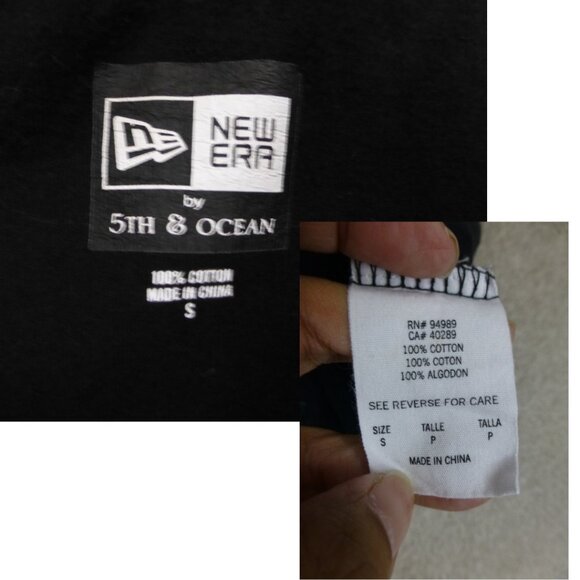 NE
NEW
ERA
by
5TH & OCEAN
100% COTTON
MADE IN CHINA
S
RN# 94989
CA# 40289
100% COTTON
100% COTON
100% ALGODON
SEE REVERSE FOR CARE
SIZE TALLE TALLA
S P P
MADE IN CHINA